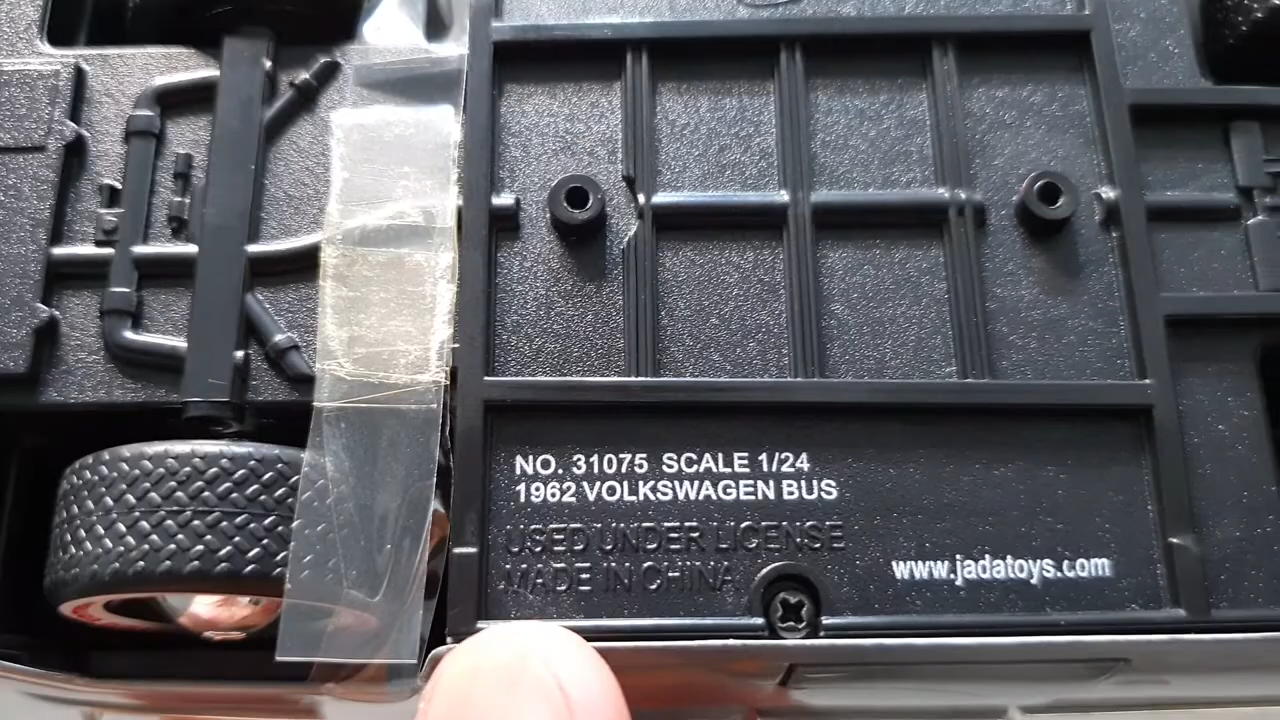 NO. 31075 SCALE 1/24
1962 VOLKSWAGEN BUS
USED UNDER LICENSE
MADE IN CHINA
www.jadatoys.com